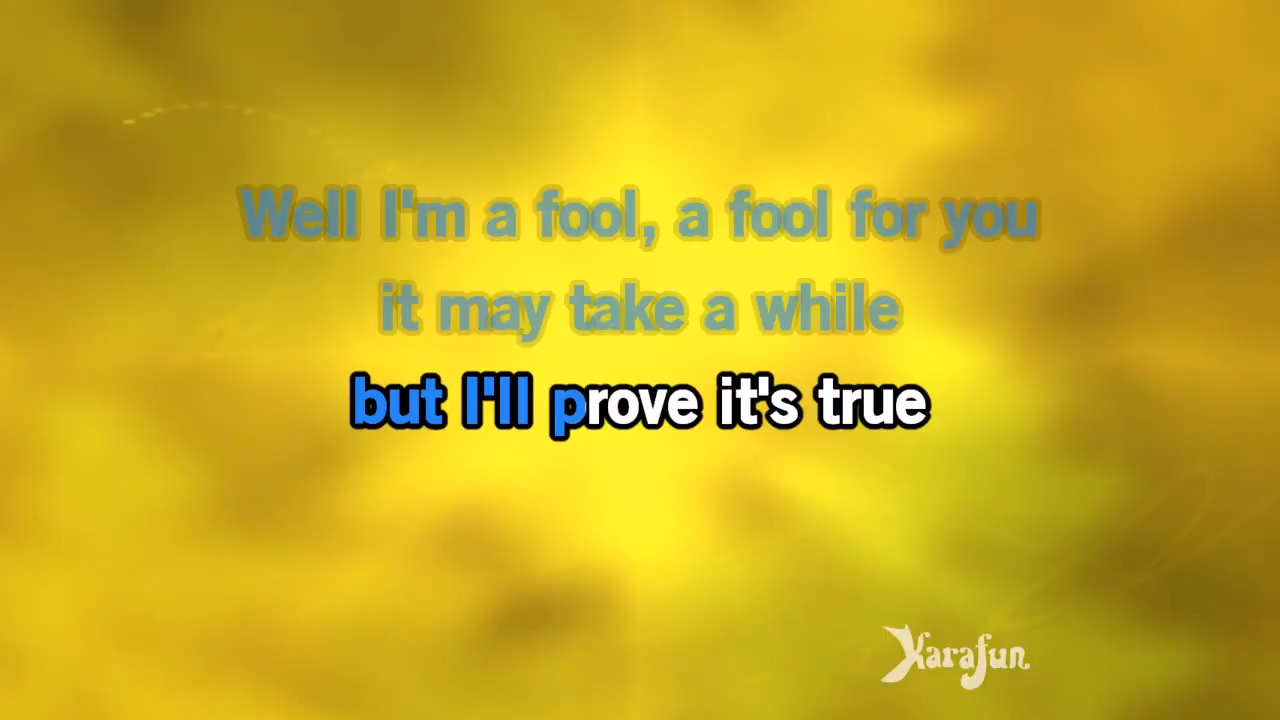 Well I'm a fool, a fool for you
it may take a while
but I'll prove it's true
Karafun